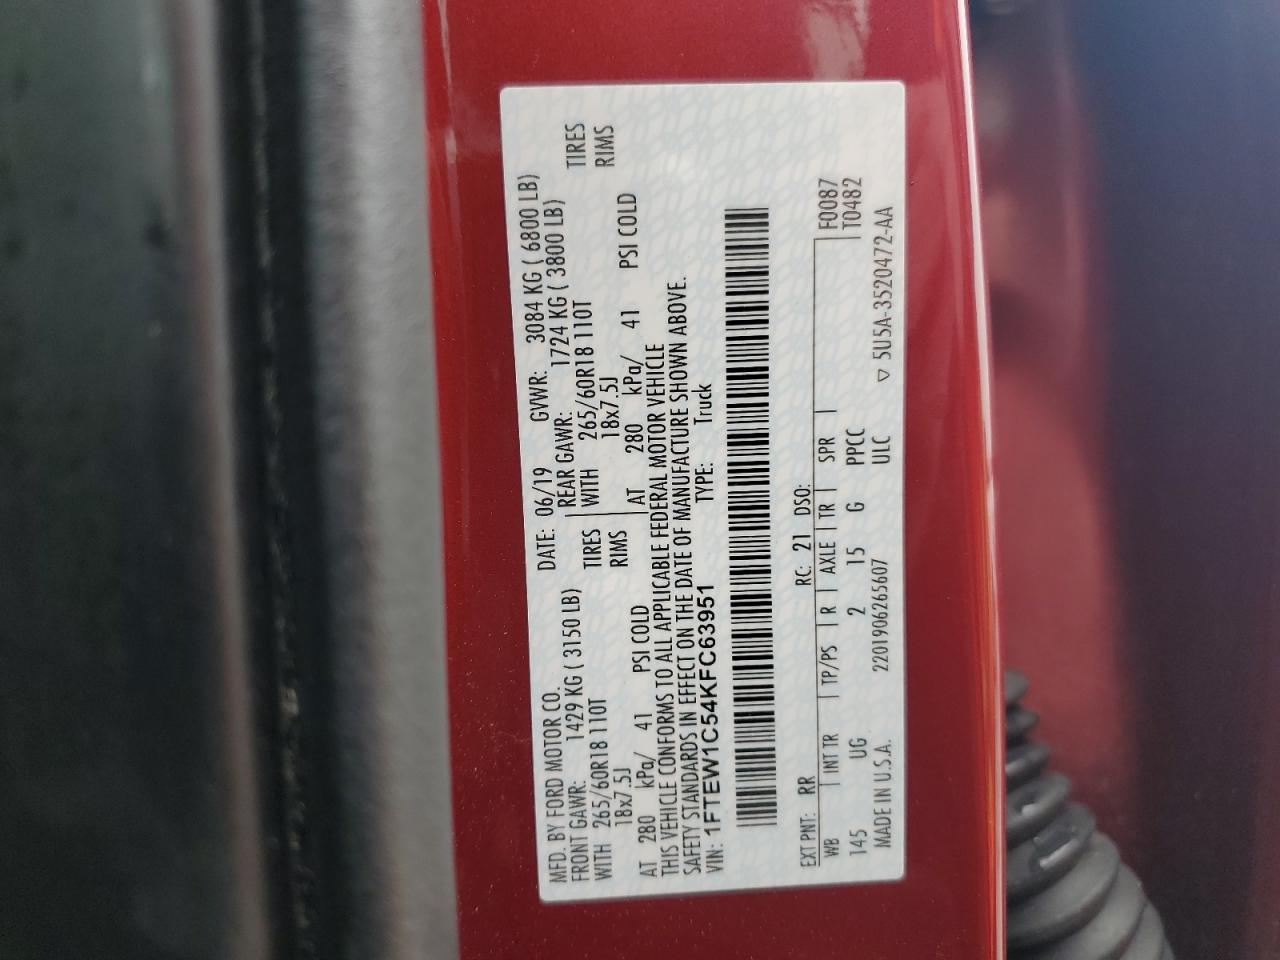 MFD. BY FORD MOTOR CO. DATE: 06/19 GVWR: 3084 KG ( 6800 LB)
FRONT GAWR: 1429 KG ( 3150 LB) REAR GAWR: 1724 KG ( 3800 LB)
WITH 265/60R18 110T TIRES WITH 265/60R18 110T TIRES
18x7.5J RIMS 18x7.5J RIMS
AT 280 kPa/ 41 PSI COLD AT 280 kPa/ 41 PSI COLD
THIS VEHICLE CONFORMS TO ALL APPLICABLE FEDERAL MOTOR VEHICLE
SAFETY STANDARDS IN EFFECT ON THE DATE OF MANUFACTURE SHOWN ABOVE.
VIN: 1FTEW1C54KFC63951 TYPE: Truck
EXT PNT: RR RC: 21 DSO: F0087
WB INT TR TP/PS R AXLE TR SPR T0482
145 UG 2 15 G PPCC
MADE IN U.S.A. 2201906265607 ULC ▽ 5U5A-3520472-AA